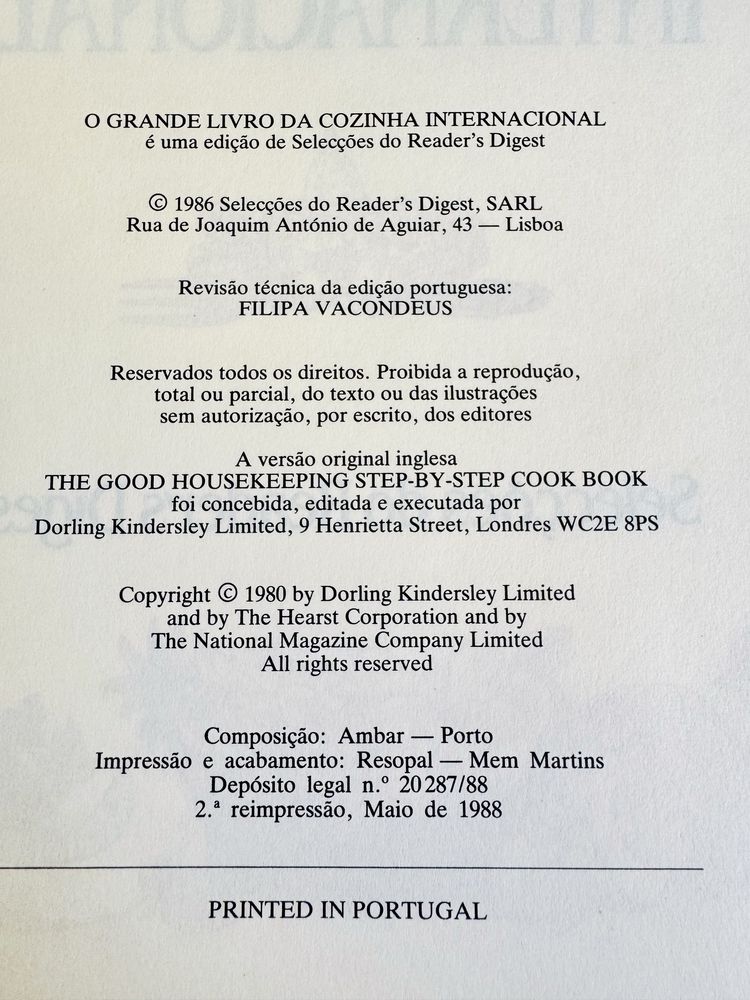 O GRANDE LIVRO DA COZINHA INTERNACIONAL
é uma edição de Selecções do Reader's Digest
© 1986 Selecções do Reader's Digest, SARL
Rua de Joaquim António de Aguiar, 43 — Lisboa
Revisão técnica da edição portuguesa:
FILIPA VACONDEUS
Reservados todos os direitos. Proibida a reprodução,
total ou parcial, do texto ou das ilustrações
sem autorização, por escrito, dos editores
A versão original inglesa
THE GOOD HOUSEKEEPING STEP-BY-STEP COOK BOOK
foi concebida, editada e executada por
Dorling Kindersley Limited, 9 Henrietta Street, Londres WC2E 8PS
Copyright © 1980 by Dorling Kindersley Limited
and by The Hearst Corporation and by
The National Magazine Company Limited
All rights reserved
Composição: Ambar — Porto
Impressão e acabamento: Resopal — Mem Martins
Depósito legal n.º 20 287/88
2.ª reimpressão, Maio de 1988
PRINTED IN PORTUGAL